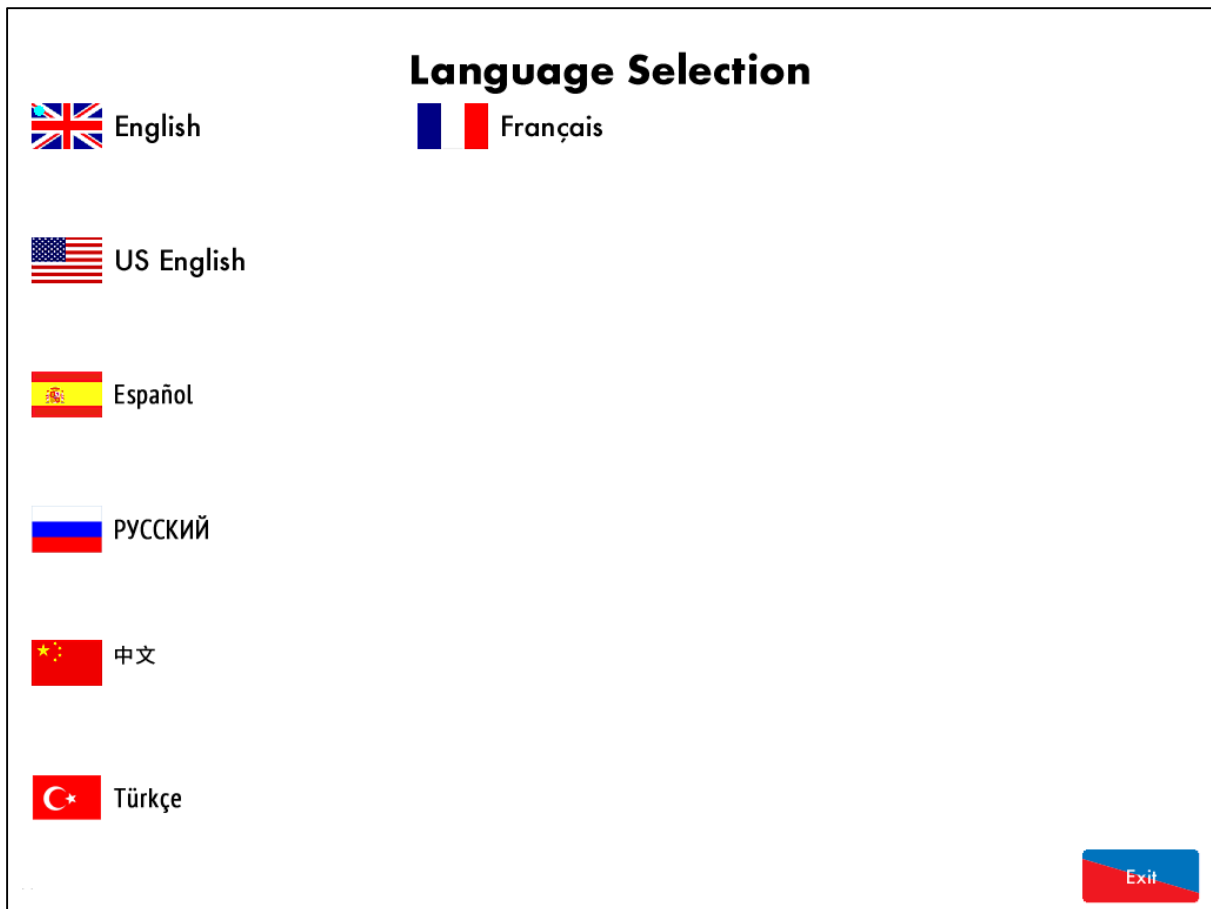 Language Selection
English
Français
US English
Español
РУССКИЙ
中文
Türkçe
Exit